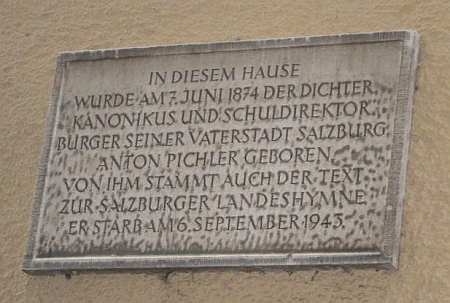 IN DIESEM HAUSE
WURDE AM 7. JUNI 1874 DER DICHTER,
KANONIKUS UND SCHULDIREKTOR,
BÜRGER SEINER VATERSTADT SALZBURG
ANTON PICHLER GEBOREN.
VON IHM STAMMT AUCH DER TEXT
ZUR SALZBURGER LANDESHYMNE
ER STARB AM 6. SEPTEMBER 1943.